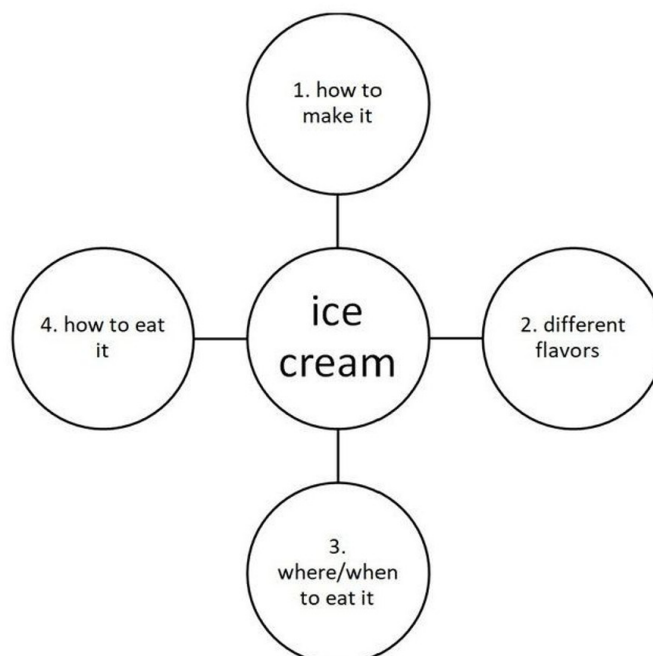 1. how to
make it
4. how to eat
it
ice
cream
2. different
flavors
3.
where/when
to eat it